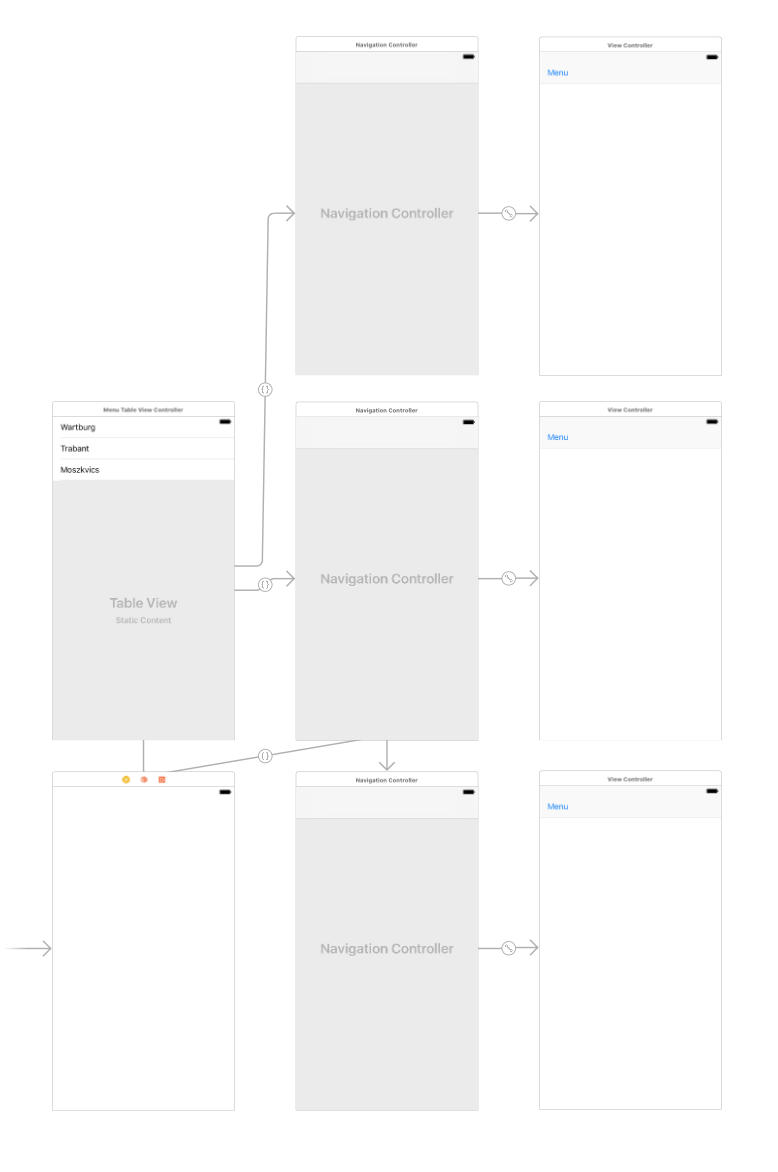 Navigation Controller
Navigation Controller
View Controller
Menu
Menu Table View Controller
Wartburg
Trabant
Moszkvics
Table View
Static Content
Navigation Controller
Navigation Controller
View Controller
Menu
Navigation Controller
Navigation Controller
View Controller
Menu